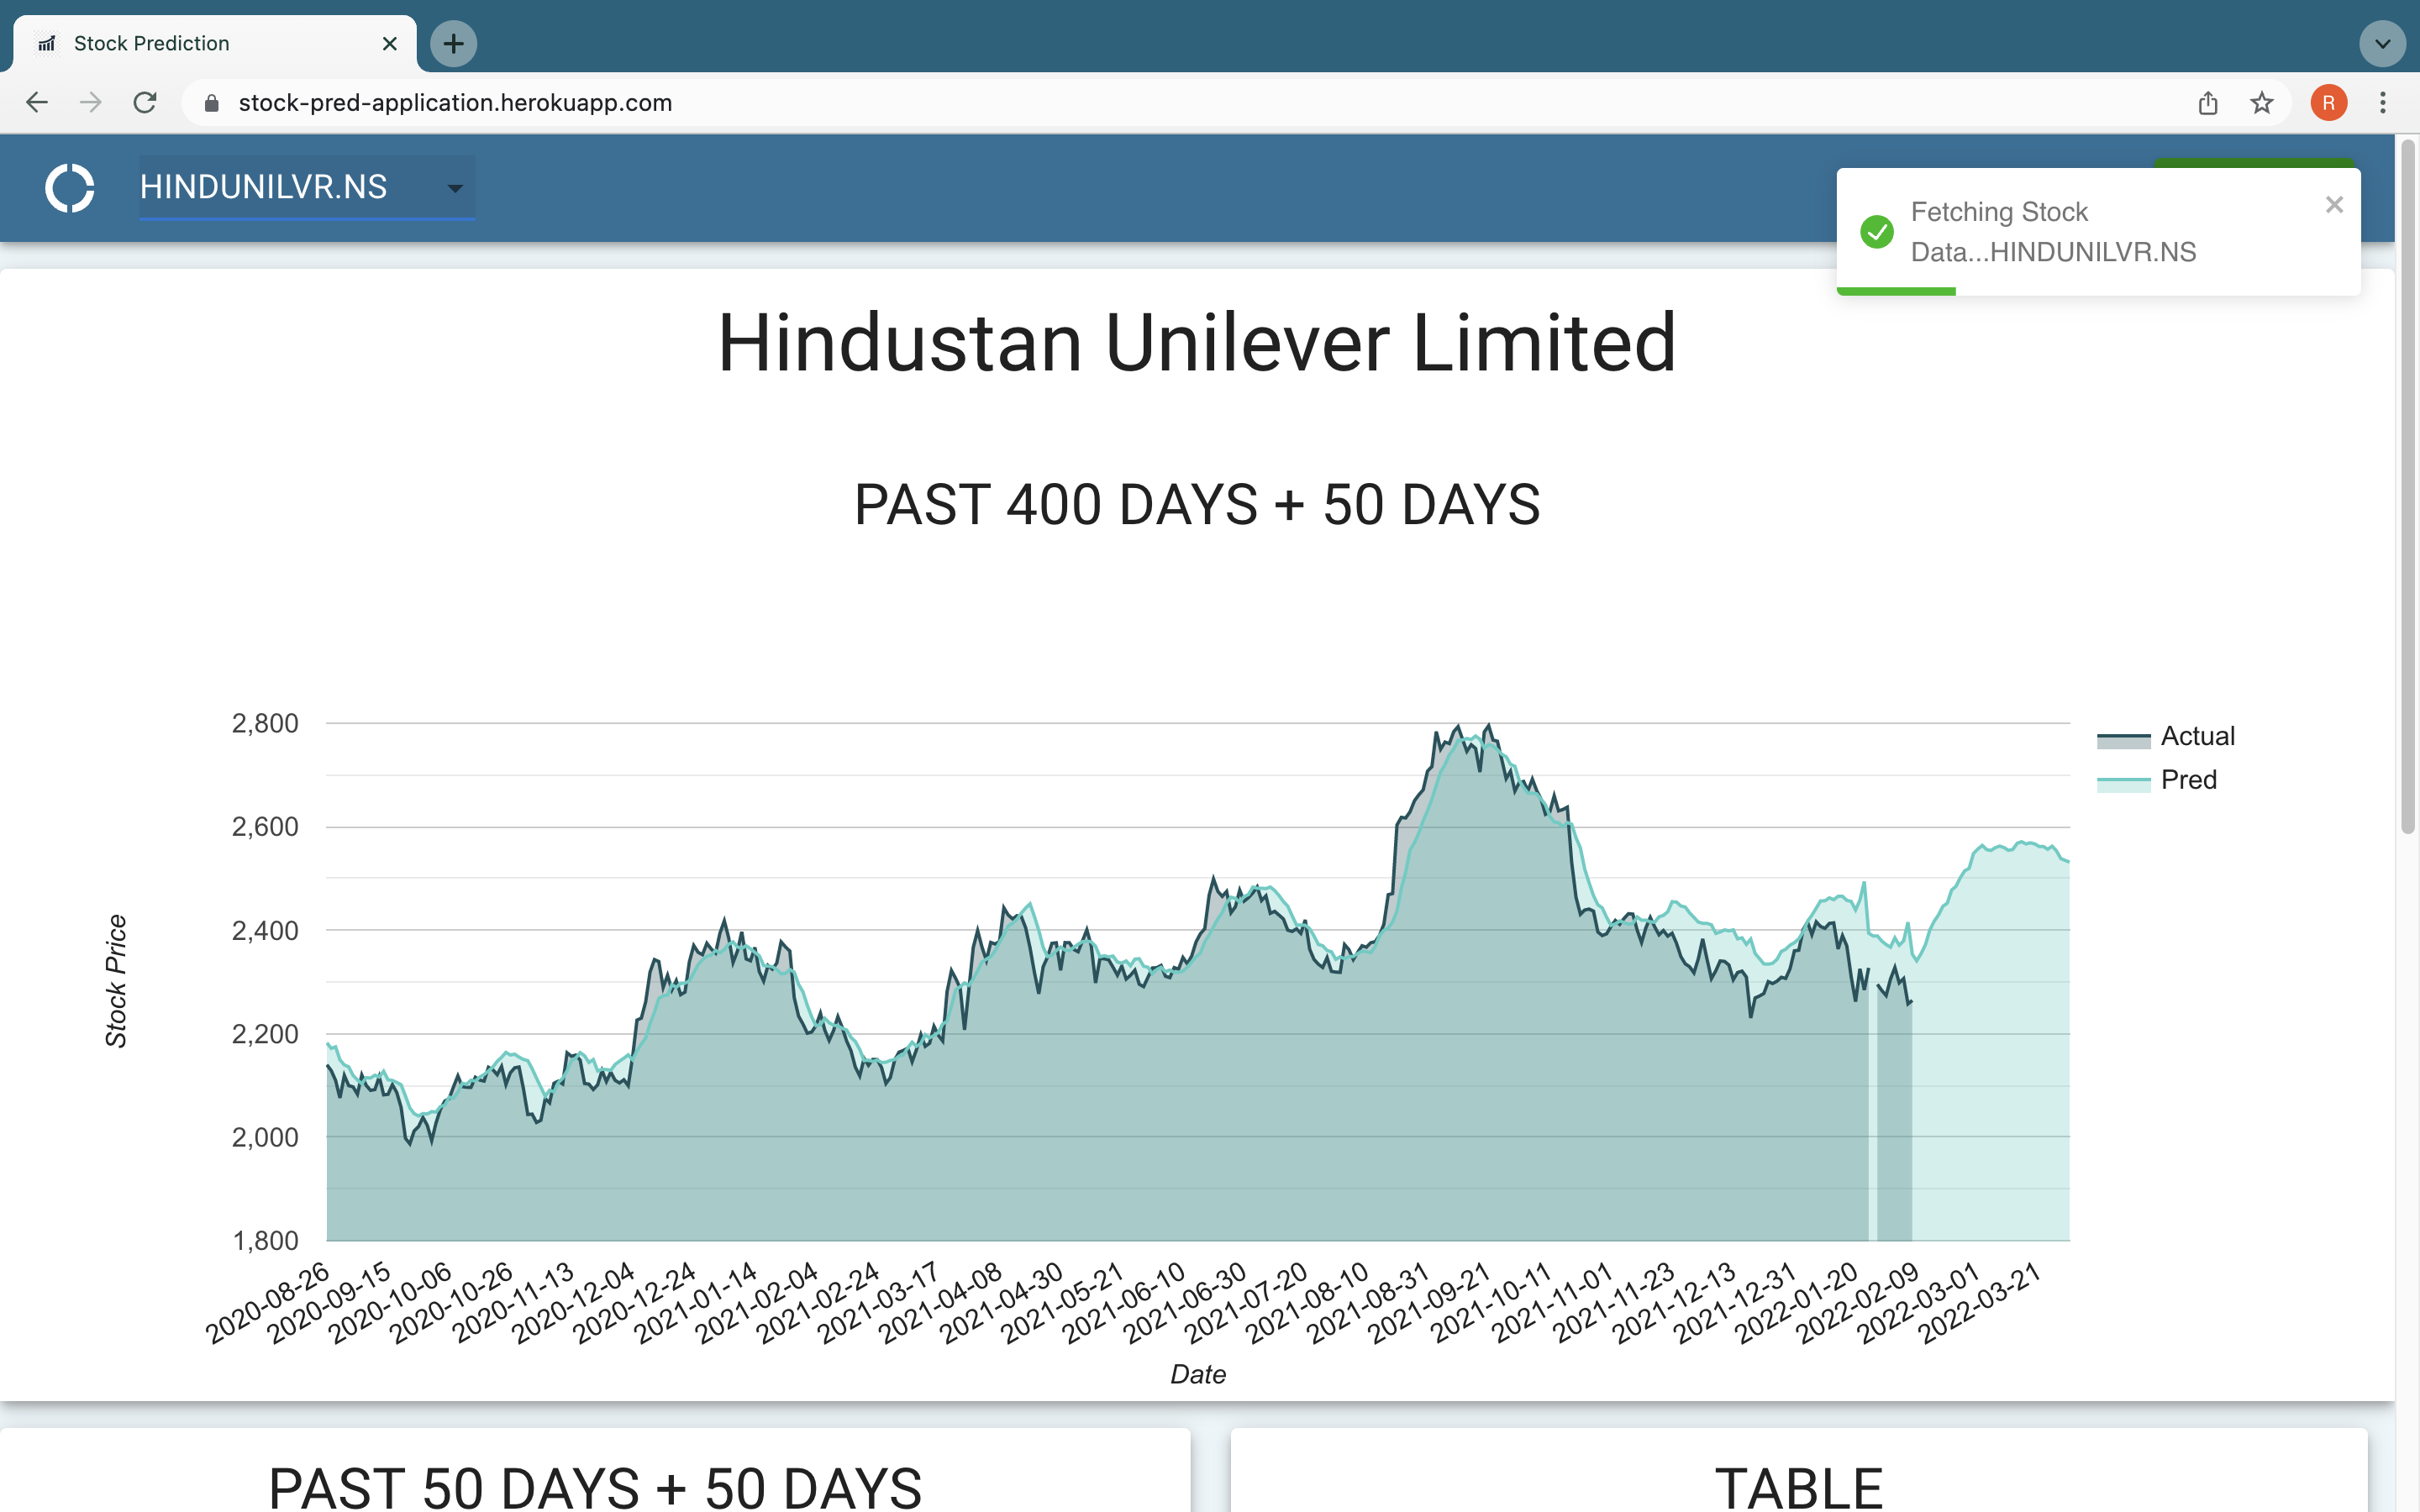 Stock Prediction
stock-pred-application.herokuapp.com
R
HINDUNILVR.NS
Fetching Stock
Data...HINDUNILVR.NS
Hindustan Unilever Limited
PAST 400 DAYS + 50 DAYS
2,800
2,600
2,400
2,200
2,000
1,800
Stock Price
Actual
Pred
2020-08-26
2020-09-15
2020-10-06
2020-10-26
2020-11-13
2020-12-04
2020-12-24
2021-01-14
2021-02-04
2021-02-24
2021-03-17
2021-04-08
2021-04-30
2021-05-21
2021-06-10
2021-06-30
2021-07-20
2021-08-10
2021-08-31
2021-09-21
2021-10-11
2021-11-01
2021-11-23
2021-12-13
2021-12-31
2022-01-20
2022-02-09
2022-03-01
2022-03-21
Date
PAST 50 DAYS + 50 DAYS
TABLE